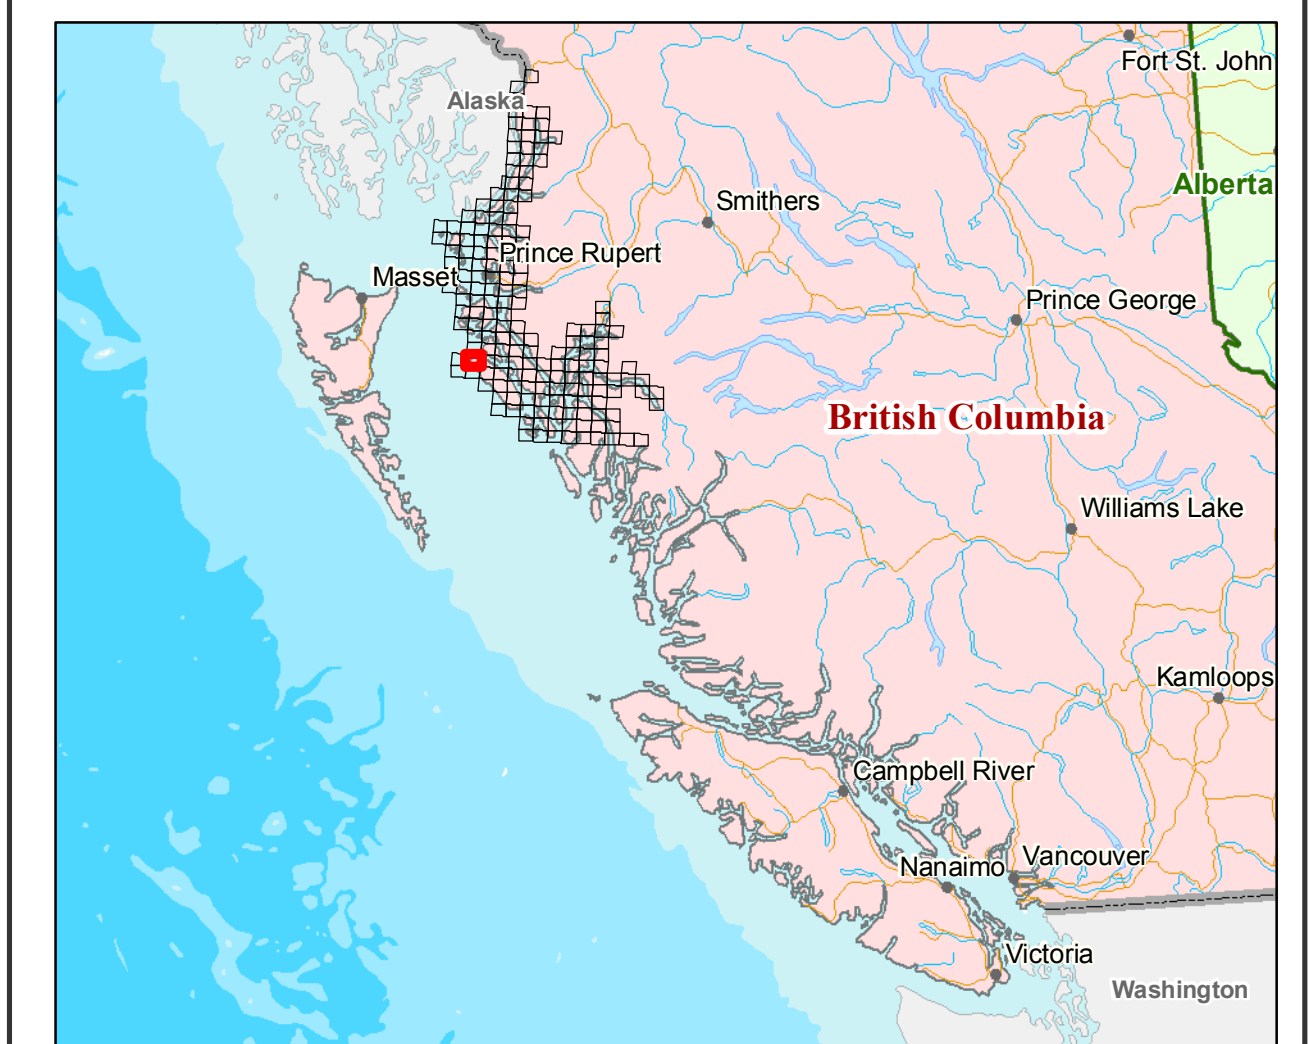 Fort St. John
Alaska
Alberta
Smithers
Prince Rupert
Masset
Prince George
British Columbia
Williams Lake
Kamloops
Campbell River
Vancouver
Nanaimo
Victoria
Washington